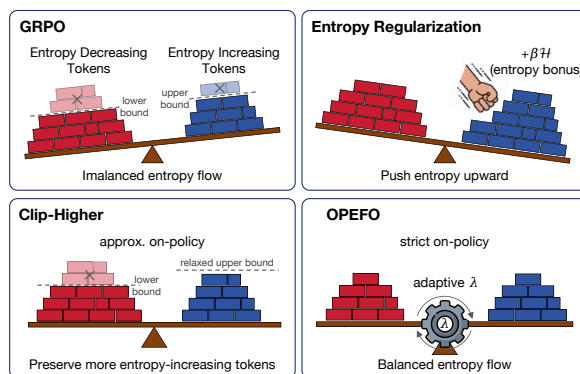 GRPO
Entropy Decreasing
Tokens
Entropy Increasing
Tokens
lower
bound
upper
bound
Imalanced entropy flow
Entropy Regularization
+βℋ
(entropy bonus)
Push entropy upward
Clip-Higher
approx. on-policy
lower
bound
relaxed upper bound
Preserve more entropy-increasing tokens
OPEFO
strict on-policy
adaptive λ
λ
Balanced entropy flow